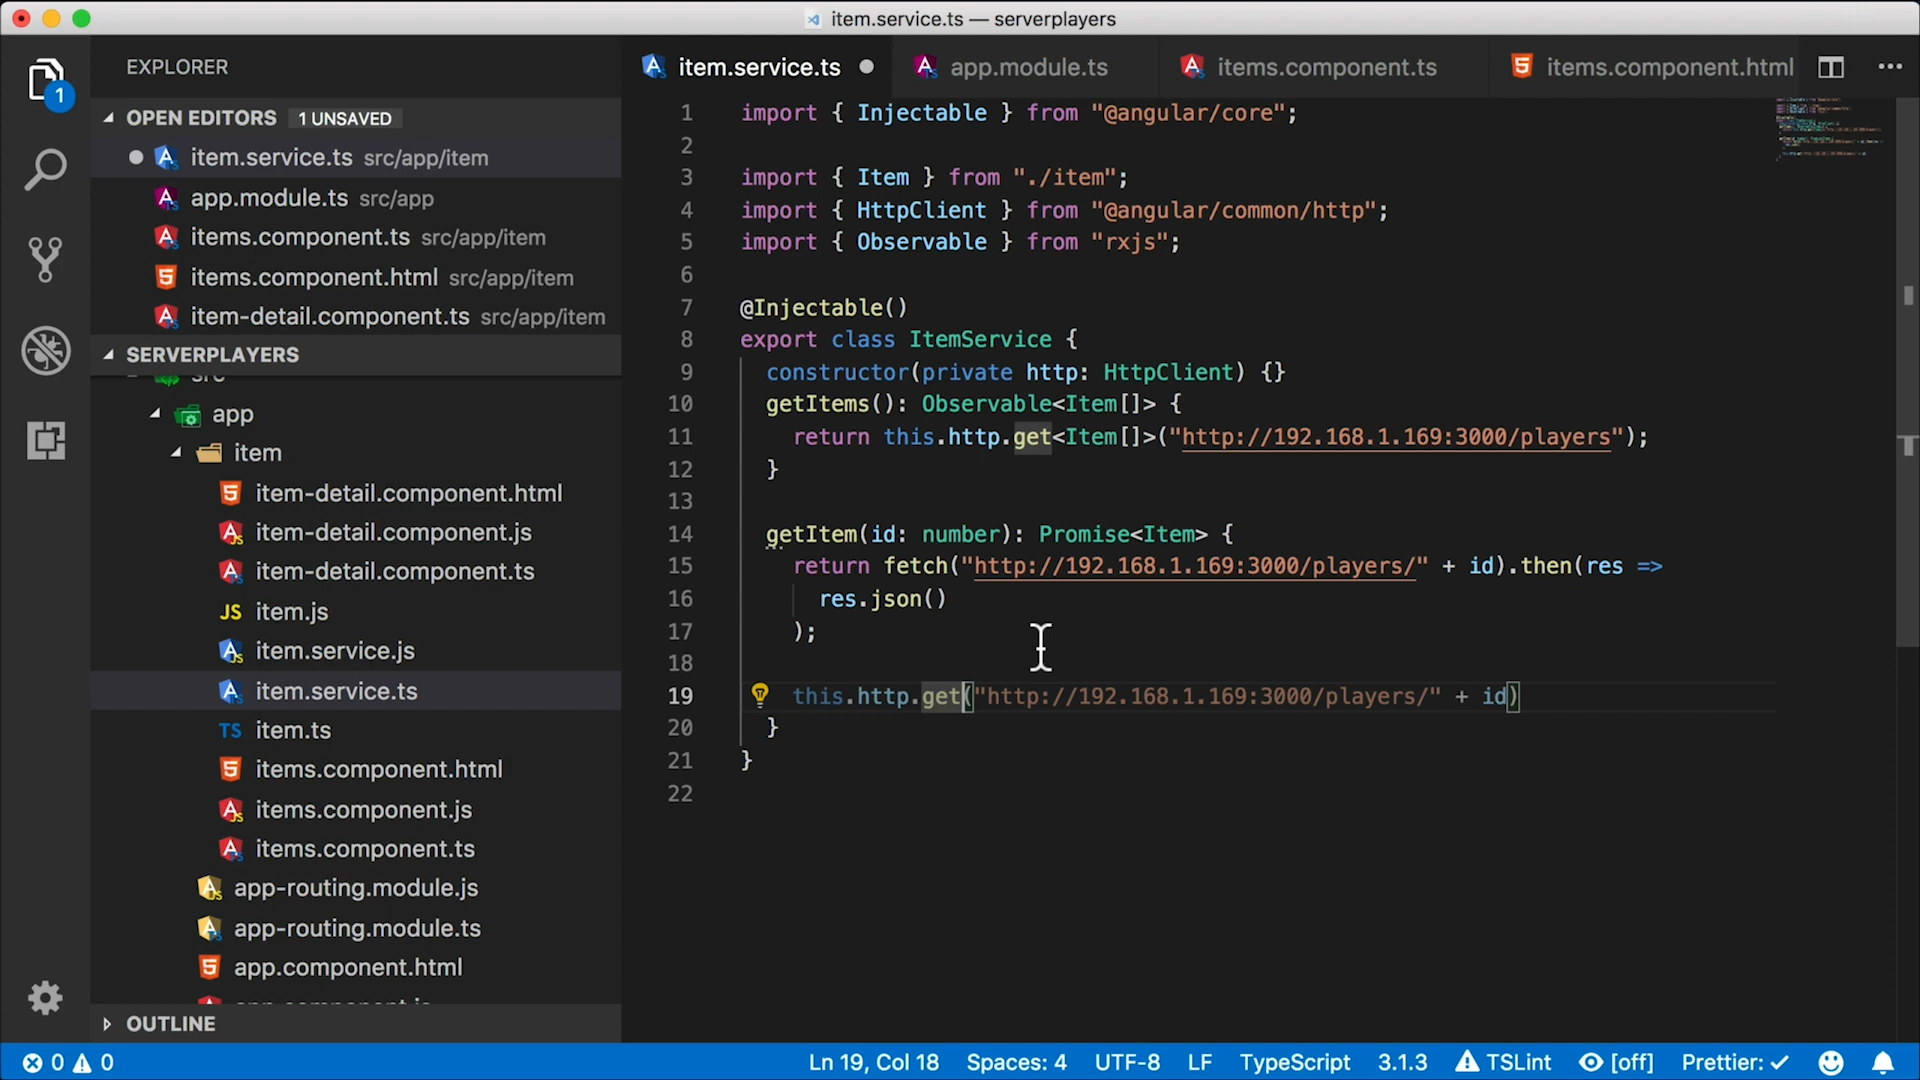 item.service.ts — serverplayers
EXPLORER
OPEN EDITORS 1 UNSAVED
item.service.ts src/app/item
app.module.ts src/app
items.component.ts src/app/item
items.component.html src/app/item
item-detail.component.ts src/app/item
SERVERPLAYERS
src
app
item
item-detail.component.html
item-detail.component.js
item-detail.component.ts
JS item.js
item.service.js
item.service.ts
TS item.ts
items.component.html
items.component.js
items.component.ts
app-routing.module.js
app-routing.module.ts
app.component.html
OUTLINE
1
item.service.ts app.module.ts items.component.ts items.component.html
1 import { Injectable } from "@angular/core";
2
3 import { Item } from "./item";
4 import { HttpClient } from "@angular/common/http";
5 import { Observable } from "rxjs";
6
7 @Injectable()
8 export class ItemService {
9 constructor(private http: HttpClient) {}
10 getItems(): Observable<Item[]> {
11 return this.http.get<Item[]>("http://192.168.1.169:3000/players");
12 }
13
14 getItem(id: number): Promise<Item> {
15 return fetch("http://192.168.1.169:3000/players/" + id).then(res =>
16 res.json()
17 );
18
19 this.http.get("http://192.168.1.169:3000/players/" + id)
20 }
21 }
22
0 0 Ln 19, Col 18 Spaces: 4 UTF-8 LF TypeScript 3.1.3 TSLint [off] Prettier: ✓